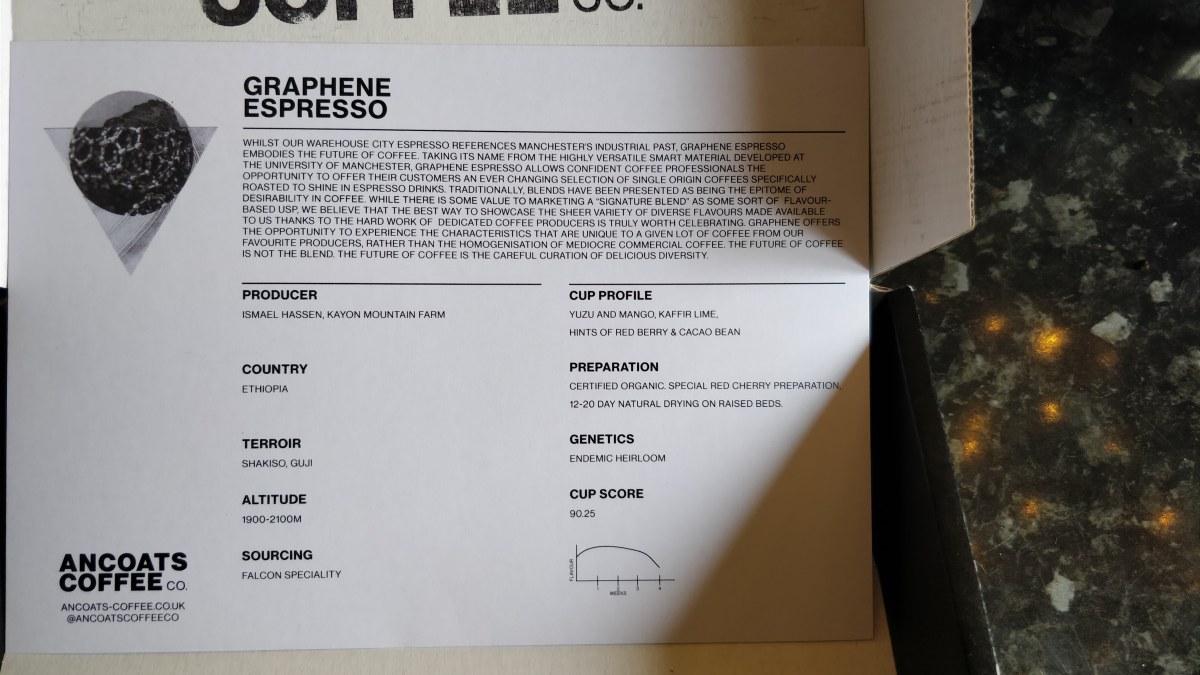 COFFEE CO.
GRAPHENE
ESPRESSO
WHILST OUR WAREHOUSE CITY ESPRESSO REFERENCES MANCHESTER'S INDUSTRIAL PAST, GRAPHENE ESPRESSO
EMBODIES THE FUTURE OF COFFEE. TAKING ITS NAME FROM THE HIGHLY VERSATILE SMART MATERIAL DEVELOPED AT
THE UNIVERSITY OF MANCHESTER, GRAPHENE ESPRESSO ALLOWS CONFIDENT COFFEE PROFESSIONALS THE
OPPORTUNITY TO OFFER THEIR CUSTOMERS AN EVER CHANGING SELECTION OF SINGLE ORIGIN COFFEES SPECIFICALLY
ROASTED TO SHINE IN ESPRESSO DRINKS. TRADITIONALLY, BLENDS HAVE BEEN PRESENTED AS BEING THE EPITOME OF
DESIRABILITY IN COFFEE. WHILE THERE IS SOME VALUE TO MARKETING A “SIGNATURE BLEND” AS SOME SORT OF FLAVOUR-
BASED USP, WE BELIEVE THAT THE BEST WAY TO SHOWCASE THE SHEER VARIETY OF DIVERSE FLAVOURS MADE AVAILABLE
TO US THANKS TO THE HARD WORK OF DEDICATED COFFEE PRODUCERS IS TRULY WORTH CELEBRATING. GRAPHENE OFFERS
THE OPPORTUNITY TO EXPERIENCE THE CHARACTERISTICS THAT ARE UNIQUE TO A GIVEN LOT OF COFFEE FROM OUR
FAVOURITE PRODUCERS, RATHER THAN THE HOMOGENISATION OF MEDIOCRE COMMERCIAL COFFEE. THE FUTURE OF COFFEE
IS NOT THE BLEND. THE FUTURE OF COFFEE IS THE CAREFUL CURATION OF DELICIOUS DIVERSITY.
PRODUCER
ISMAEL HASSEN, KAYON MOUNTAIN FARM
COUNTRY
ETHIOPIA
TERROIR
SHAKISO, GUJI
ALTITUDE
1900-2100M
SOURCING
FALCON SPECIALITY
CUP PROFILE
YUZU AND MANGO, KAFFIR LIME,
HINTS OF RED BERRY & CACAO BEAN
PREPARATION
CERTIFIED ORGANIC. SPECIAL RED CHERRY PREPARATION,
12-20 DAY NATURAL DRYING ON RAISED BEDS.
GENETICS
ENDEMIC HEIRLOOM
CUP SCORE
90.25
FLAVOUR
1 2 3 4
WEEKS
ANCOATS
COFFEE CO.
ANCOATS-COFFEE.CO.UK
@ANCOATSCOFFEECO